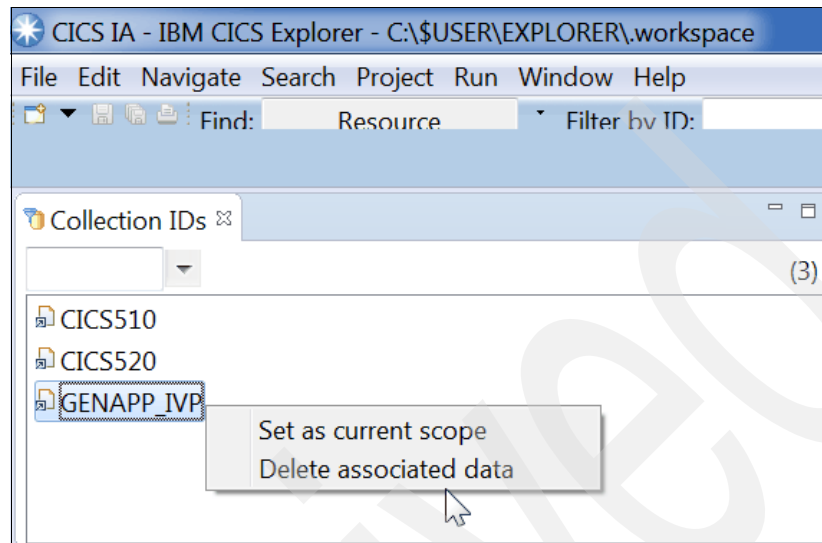 CICS IA - IBM CICS Explorer - C:\$USER\EXPLORER\.workspace
File Edit Navigate Search Project Run Window Help
Find: Resource Filter by ID:
Collection IDs
(3)
CICS510
CICS520
GENAPP_IVP
Set as current scope
Delete associated data